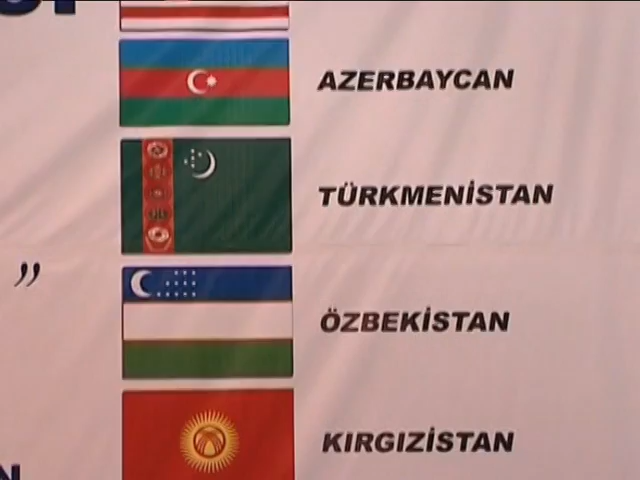 AZERBAYCAN
TÜRKMENİSTAN
”
ÖZBEKİSTAN
KIRGIZİSTAN
N